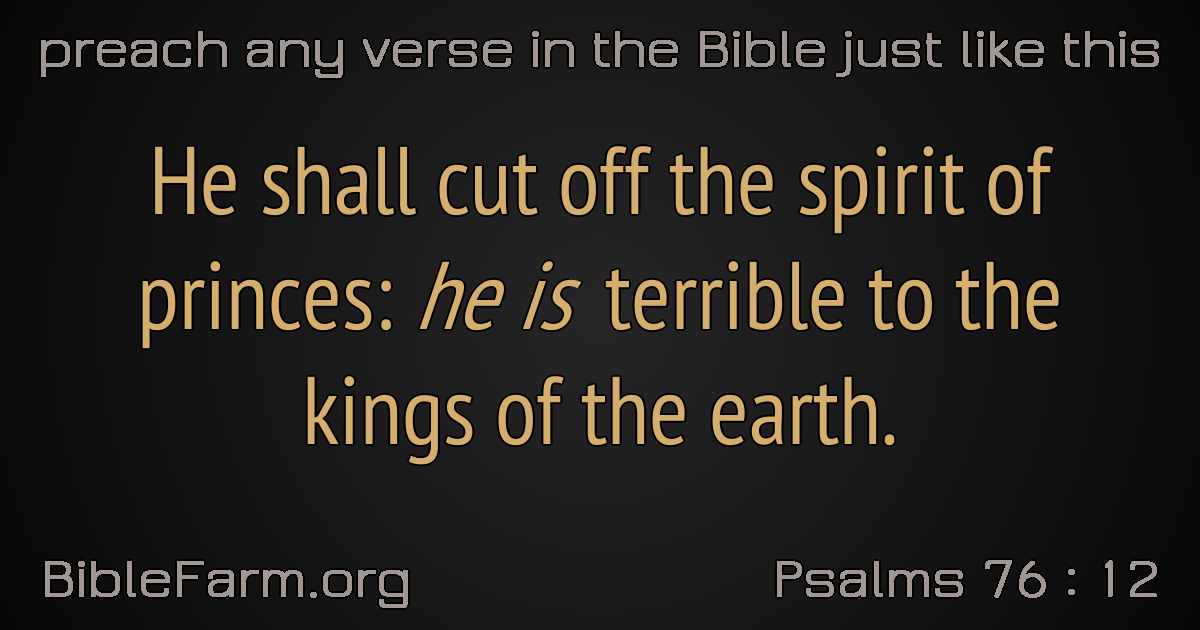 preach any verse in the Bible just like this
He shall cut off the spirit of
princes: he is terrible to the
kings of the earth.
BibleFarm.org
Psalms 76 : 12